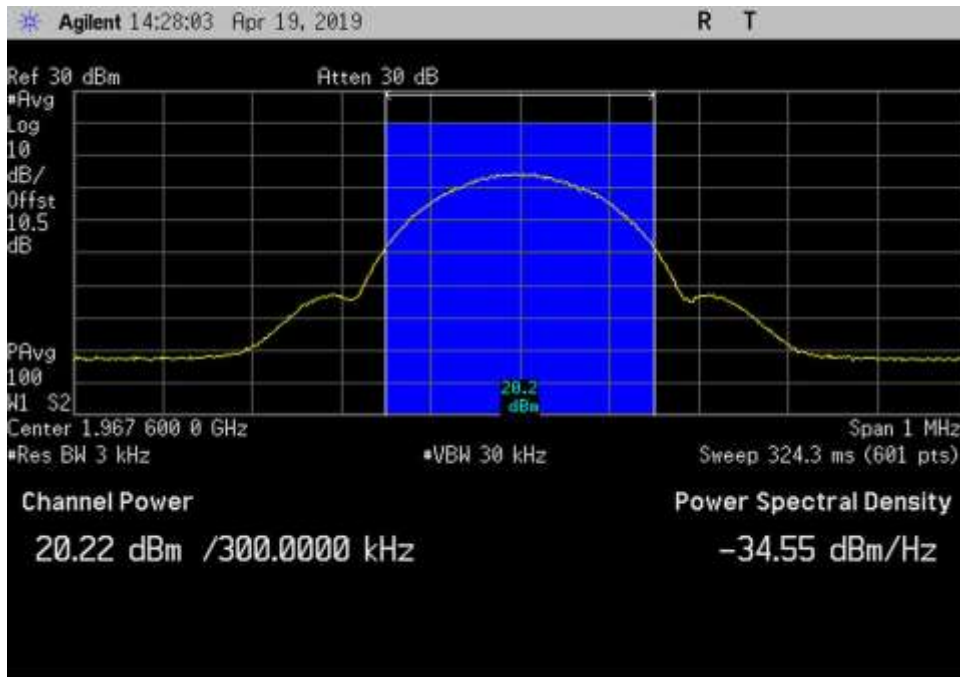 Agilent 14:28:03 Apr 19, 2019 R T
Ref 30 dBm Atten 30 dB
#Avg
Log
10
dB/
Offst
10.5
dB
PAvg
100
W1 S2
20.2
dBm
Center 1.967 600 0 GHz Span 1 MHz
#Res BW 3 kHz #VBW 30 kHz Sweep 324.3 ms (601 pts)
Channel Power Power Spectral Density
20.22 dBm /300.0000 kHz -34.55 dBm/Hz